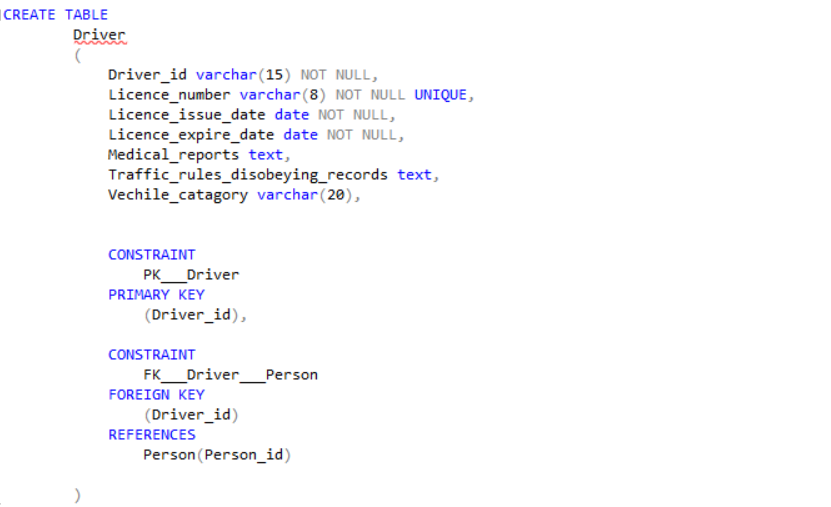 CREATE TABLE
Driver
(
Driver_id varchar(15) NOT NULL,
Licence_number varchar(8) NOT NULL UNIQUE,
Licence_issue_date date NOT NULL,
Licence_expire_date date NOT NULL,
Medical_reports text,
Traffic_rules_disobeying_records text,
Vechile_catagory varchar(20),
CONSTRAINT
PK___Driver
PRIMARY KEY
(Driver_id),
CONSTRAINT
FK___Driver___Person
FOREIGN KEY
(Driver_id)
REFERENCES
Person(Person_id)
)